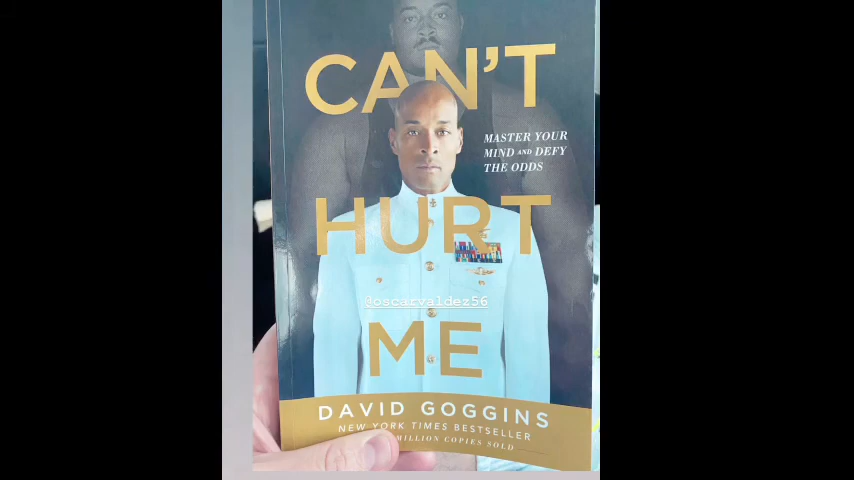 CAN'T
MASTER YOUR
MIND AND DEFY
THE ODDS
HURT
@oscarvaldez56
ME
DAVID GOGGINS
NEW YORK TIMES BESTSELLER
MILLION COPIES SOLD